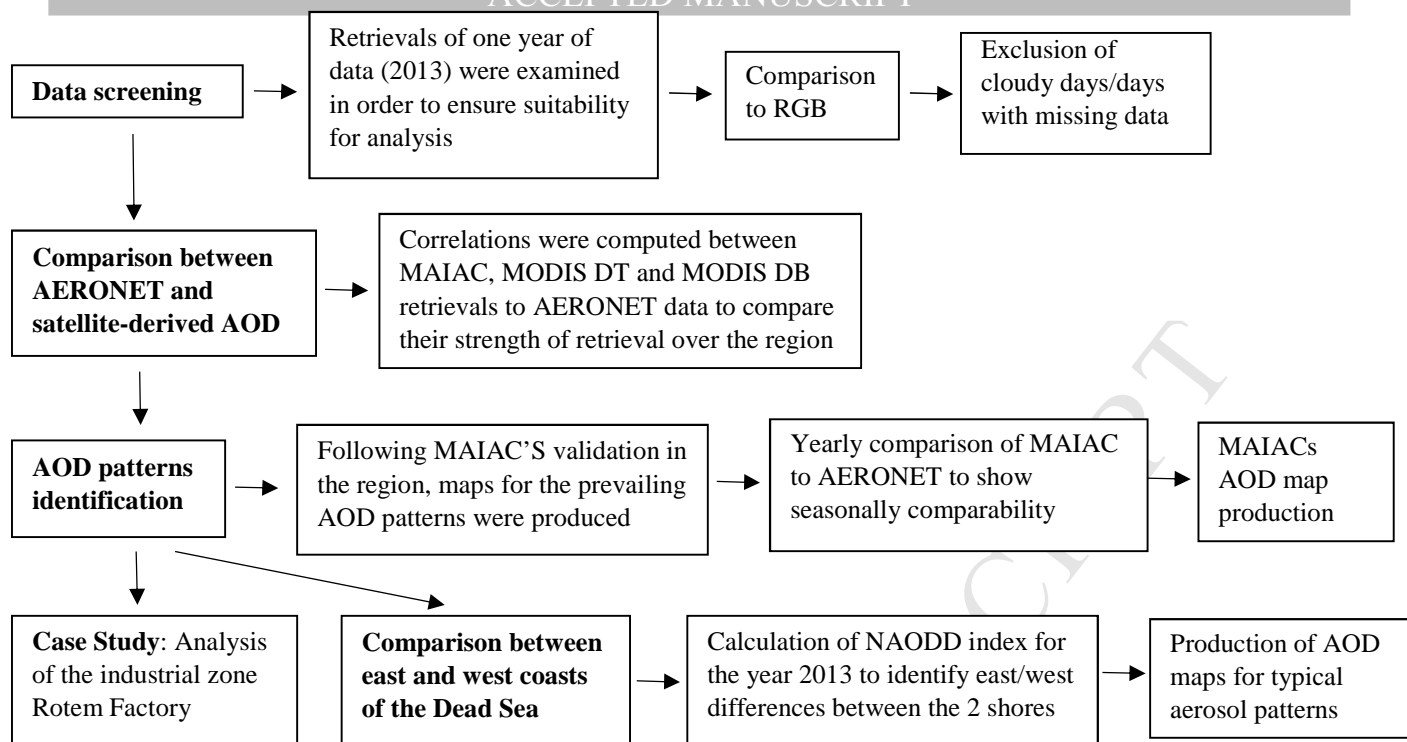 ACCEPTED MANUSCRIPT
Data screening
Retrievals of one year of
data (2013) were examined
in order to ensure suitability
for analysis
Comparison
to RGB
Exclusion of
cloudy days/days
with missing data
Comparison between
AERONET and
satellite-derived AOD
Correlations were computed between
MAIAC, MODIS DT and MODIS DB
retrievals to AERONET data to compare
their strength of retrieval over the region
AOD patterns
identification
Following MAIAC'S validation in
the region, maps for the prevailing
AOD patterns were produced
Yearly comparison of MAIAC
to AERONET to show
seasonally comparability
MAIACs
AOD map
production
Case Study: Analysis
of the industrial zone
Rotem Factory
Comparison between
east and west coasts
of the Dead Sea
Calculation of NAODD index for
the year 2013 to identify east/west
differences between the 2 shores
Production of AOD
maps for typical
aerosol patterns